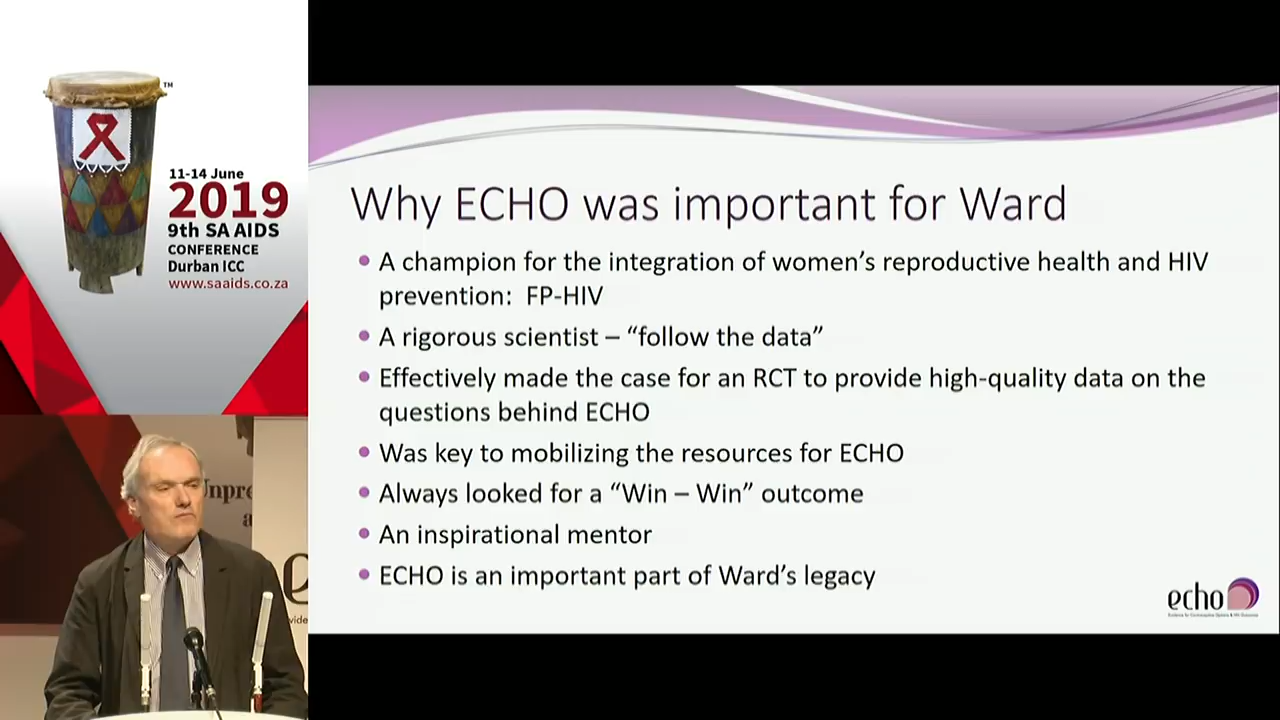 ™
11-14 June
2019
9th SA AIDS
CONFERENCE
Durban ICC
www.saaids.co.za
Why ECHO was important for Ward
• A champion for the integration of women’s reproductive health and HIV
prevention: FP-HIV
• A rigorous scientist – “follow the data”
• Effectively made the case for an RCT to provide high-quality data on the
questions behind ECHO
• Was key to mobilizing the resources for ECHO
• Always looked for a “Win – Win” outcome
• An inspirational mentor
• ECHO is an important part of Ward’s legacy
echo